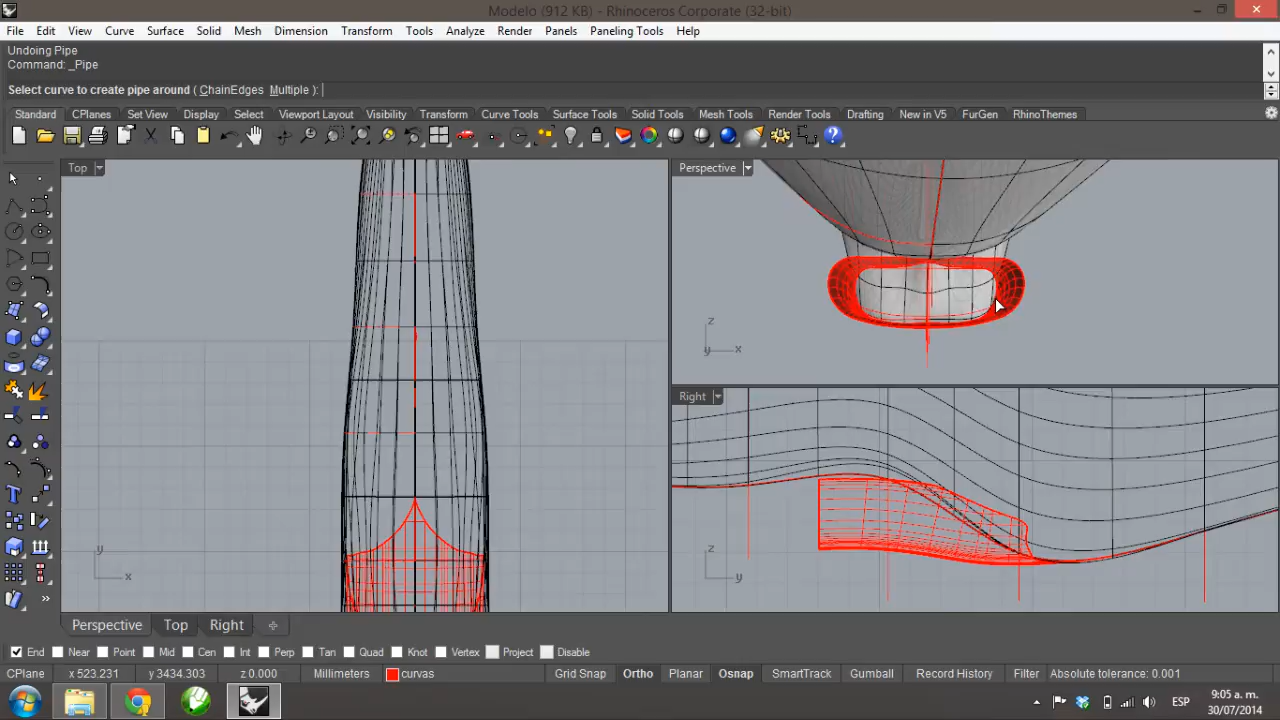 Modelo (912 KB) - Rhinoceros Corporate (32-bit)
File Edit View Curve Surface Solid Mesh Dimension Transform Tools Analyze Render Panels Paneling Tools Help
Undoing Pipe
Command: _Pipe
Select curve to create pipe around ( ChainEdges Multiple ):
Standard CPlanes Set View Display Select Viewport Layout Visibility Transform Curve Tools Surface Tools Solid Tools Mesh Tools Render Tools Drafting New in V5 FurGen RhinoThemes
Top
Perspective
z
y x
Right
y
x
z
y
Perspective Top Right
End Near Point Mid Cen Int Perp Tan Quad Knot Vertex Project Disable
CPlane x 523.231 y 3434.303 z 0.000 Millimeters curvas Grid Snap Ortho Planar Osnap SmartTrack Gumball Record History Filter Absolute tolerance: 0.001
ESP
9:05 a. m.
30/07/2014